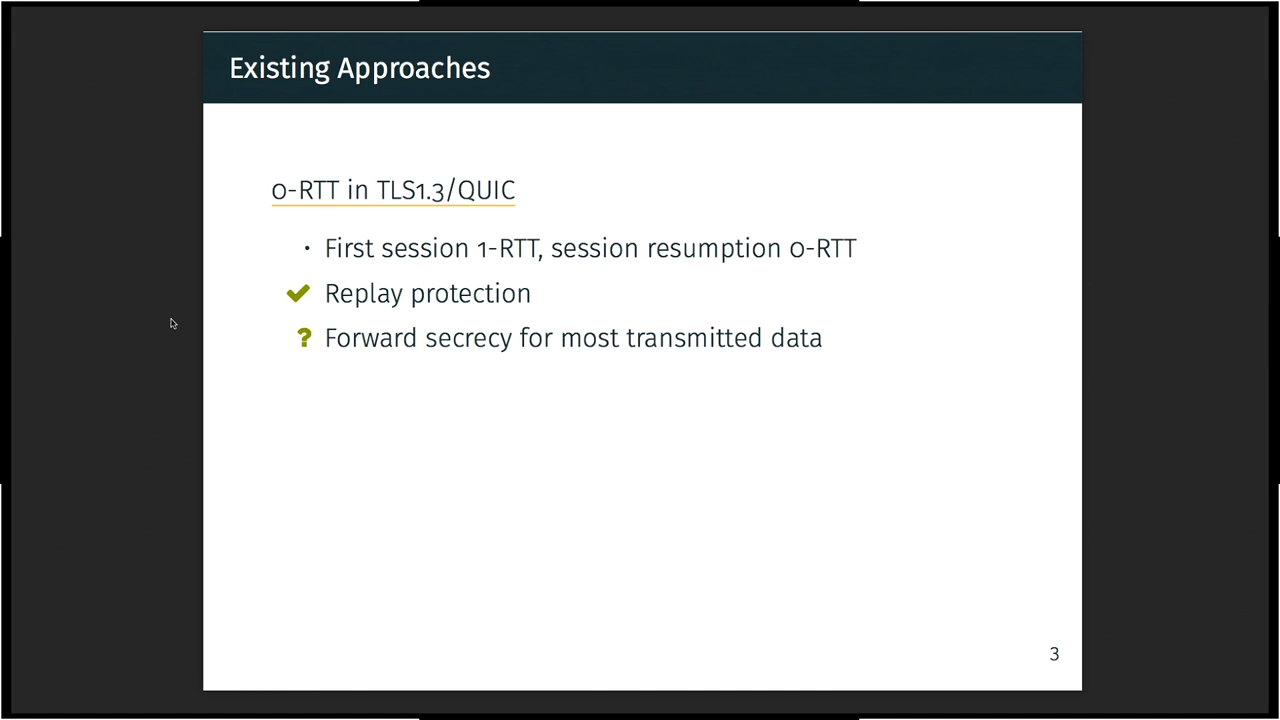 Existing Approaches
0-RTT in TLS1.3/QUIC
· First session 1-RTT, session resumption 0-RTT
✔ Replay protection
? Forward secrecy for most transmitted data
3